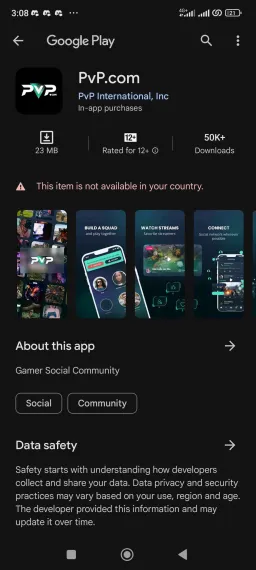 3:08
Google Play
PVP
PvP.com
PvP International, Inc
In-app purchases
23 MB
12+
Rated for 12+
50K+
Downloads
This item is not available in your country.
PVP
BUILD A SQUAD
and play together
WATCH STREAMS
CONNECT
About this app
Gamer Social Community
Social
Community
Data safety
Safety starts with understanding how developers
collect and share your data. Data privacy and security
practices may vary based on your use, region and age.
The developer provided this information and may
update it over time.